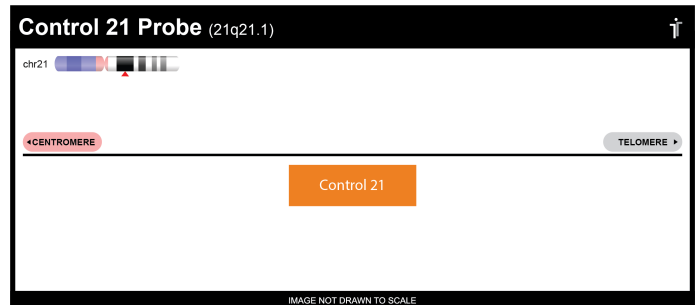 Control 21 Probe (21q21.1)
chr21
CENTROMERE
TELOMERE
Control 21
IMAGE NOT DRAWN TO SCALE